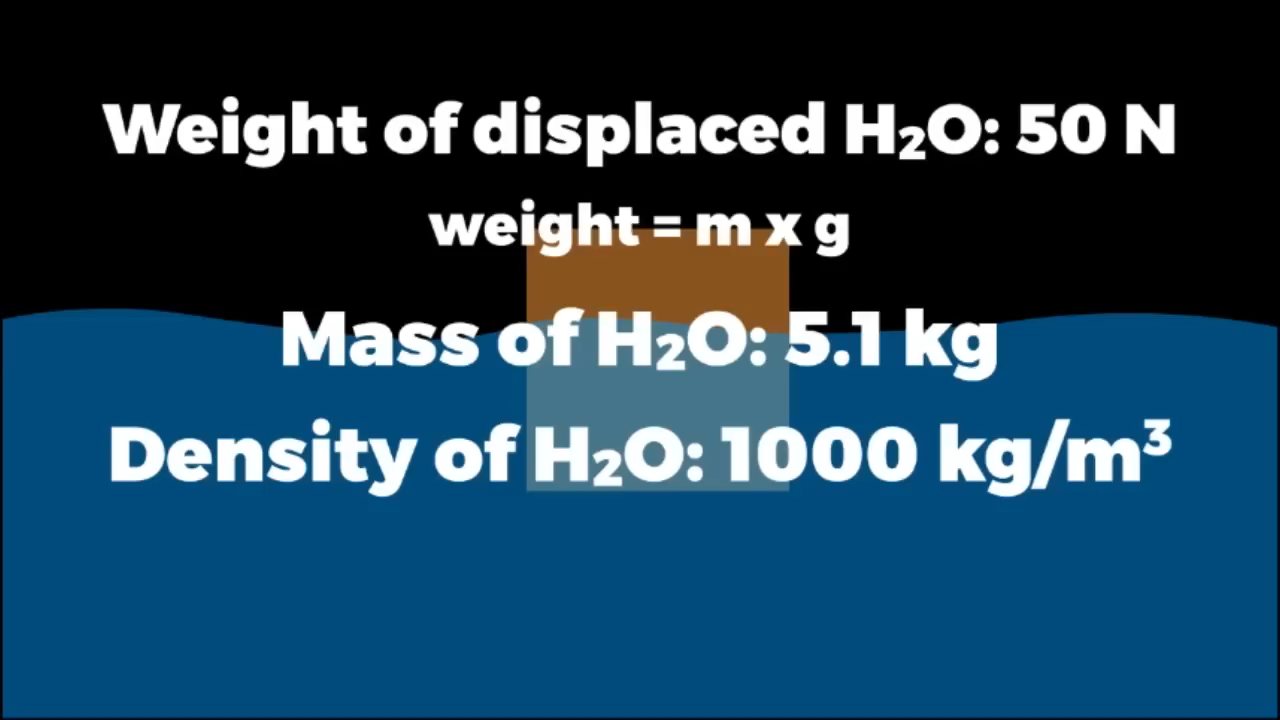 Weight of displaced H₂O: 50 N
weight = m x g
Mass of H₂O: 5.1 kg
Density of H₂O: 1000 kg/m³